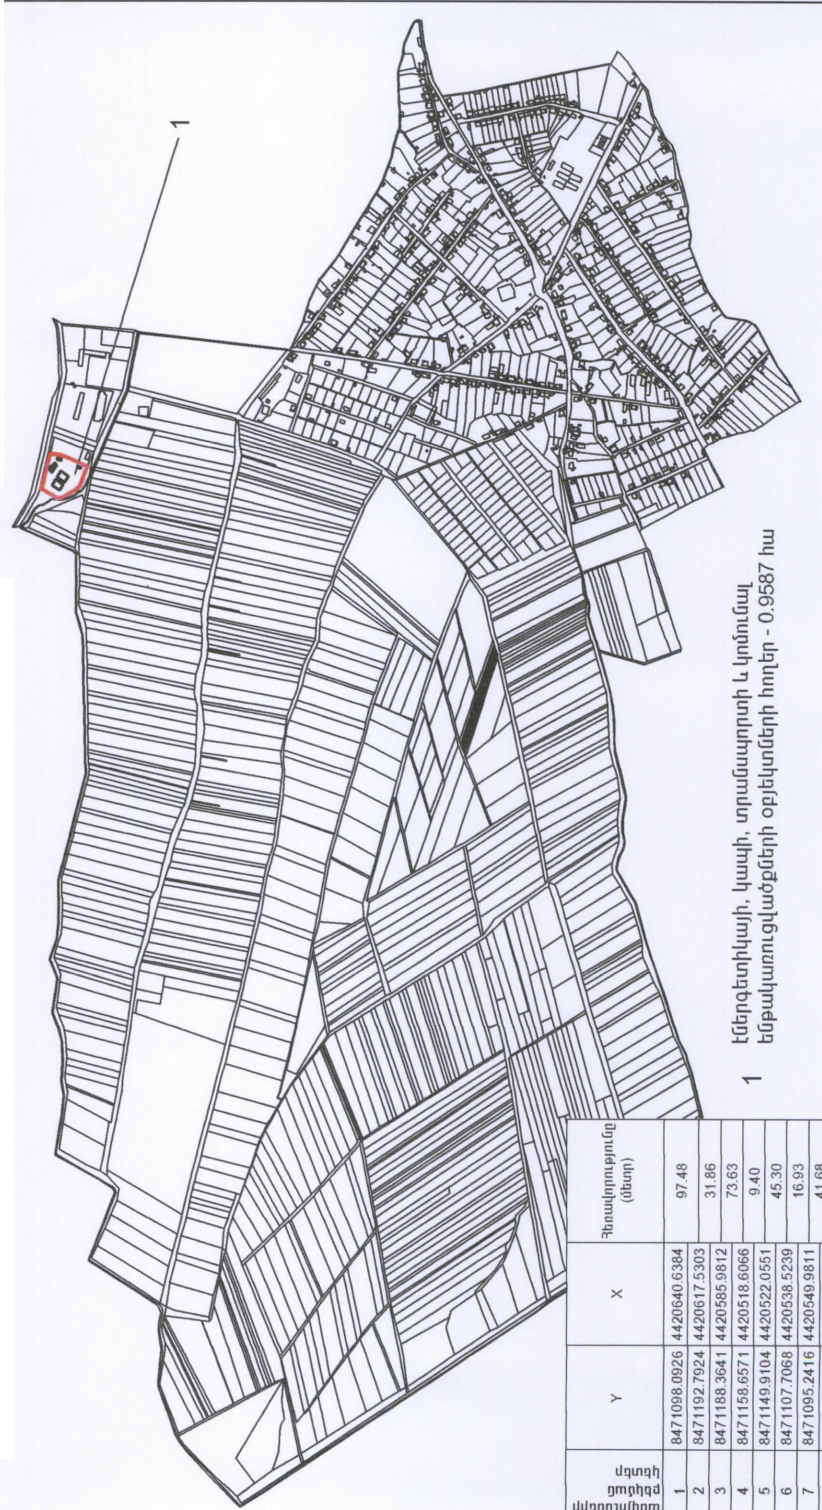 1
1
Էներգետիկայի, կապի, տրանսպորտի և կոմունալ
ենթակառուցվածքների օբյեկտների հողեր - 0.9587 հա
Y X Հեռավորությունը
(մետր)
1 8471098.0926 4420640.6384 97.48
2 8471192.7924 4420617.5303 31.86
3 8471188.3641 4420585.9812 73.63
4 8471158.6571 4420518.6066 9.40
5 8471149.9104 4420522.0551 45.30
6 8471107.7068 4420538.5239 16.93
7 8471095.2416 4420549.9811 41.68